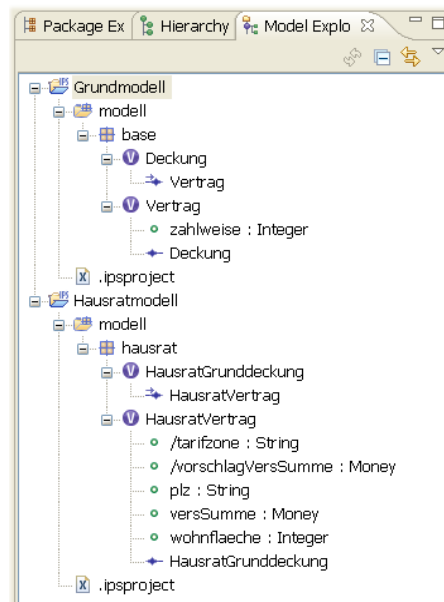 Package Ex Hierarchy Model Explo
Grundmodell
modell
base
Deckung
Vertrag
Vertrag
zahlweise : Integer
Deckung
.ipsproject
Hausratmodell
modell
hausrat
HausratGrunddeckung
HausratVertrag
HausratVertrag
/tarifzone : String
/vorschlagVersSumme : Money
plz : String
versSumme : Money
wohnflaeche : Integer
HausratGrunddeckung
.ipsproject